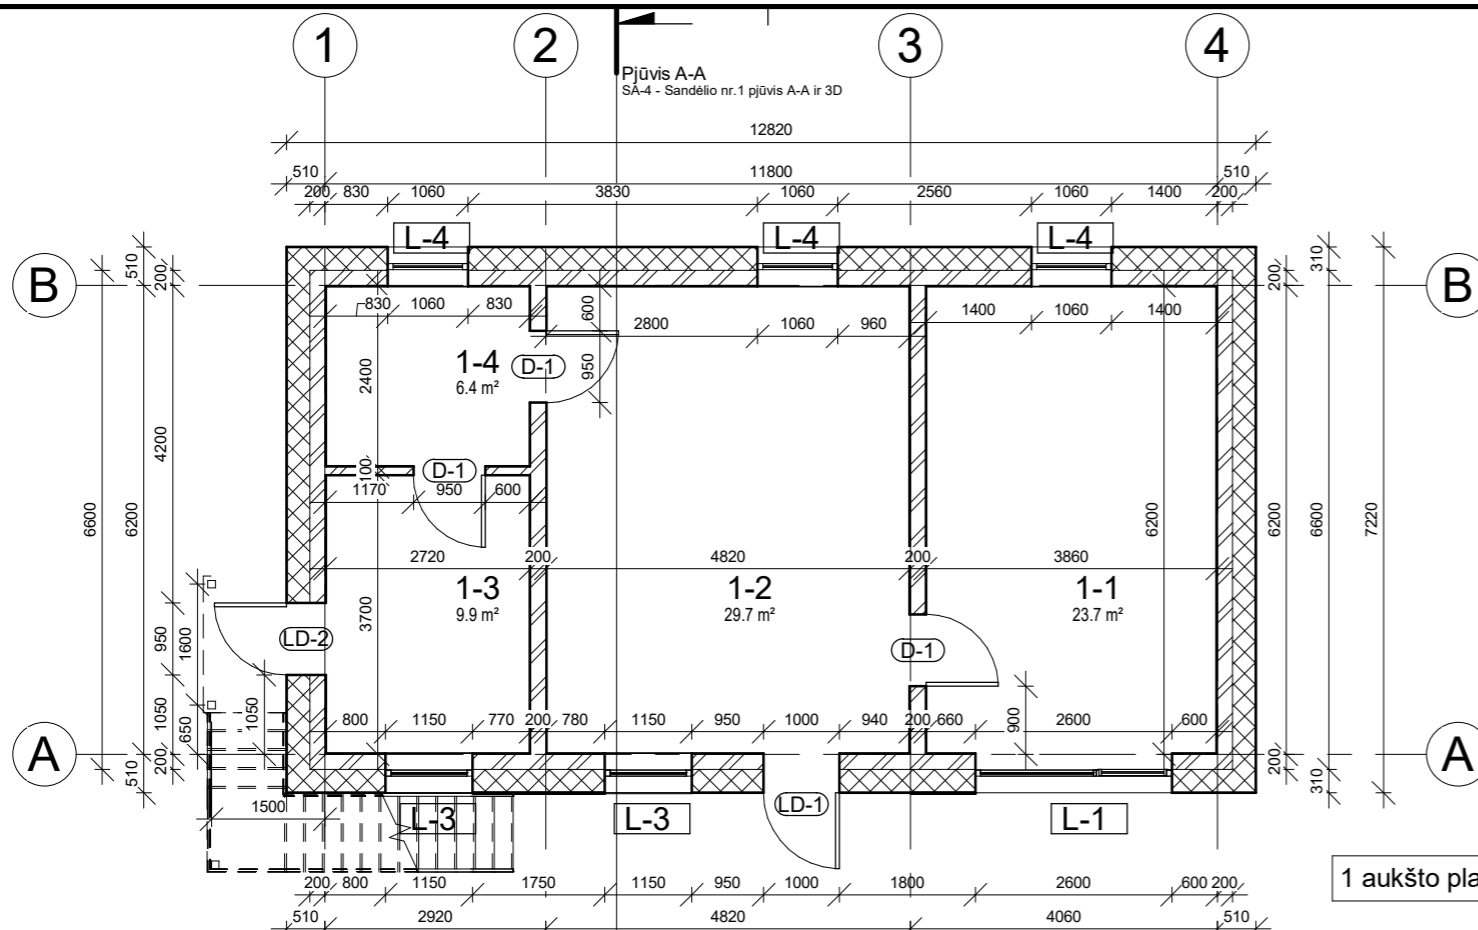 1 2 3 4
Pjūvis A-A
SA-4 - Sandėlio nr.1 pjūvis A-A ir 3D
12820
510 11800 510
200 830 1060 3830 1060 2560 1060 1400 200
L-4 L-4 L-4
B B
510 200 200 310
830 1060 830 600 2800 1060 960 1400 1060 1400
1-4
6.4 m²
D-1
950
2400
4200
100
D-1
1170 950 600
6600 6200 6200 6200 6600 7220
2720 200 4820 200 3860
1-3
9.9 m²
1-2
29.7 m²
1-1
23.7 m²
3700
LD-2
D-1
950 1600
1050 650 1050
900
800 1150 770 200 780 1150 950 1000 940 200 660 2600 600
A A
200 510 200 310
1500
L-3 L-3 LD-1 L-1
1 aukšto pla
200 800 1150 1750 1150 950 1000 1800 2600 600 200
510 2920 4820 4060 510